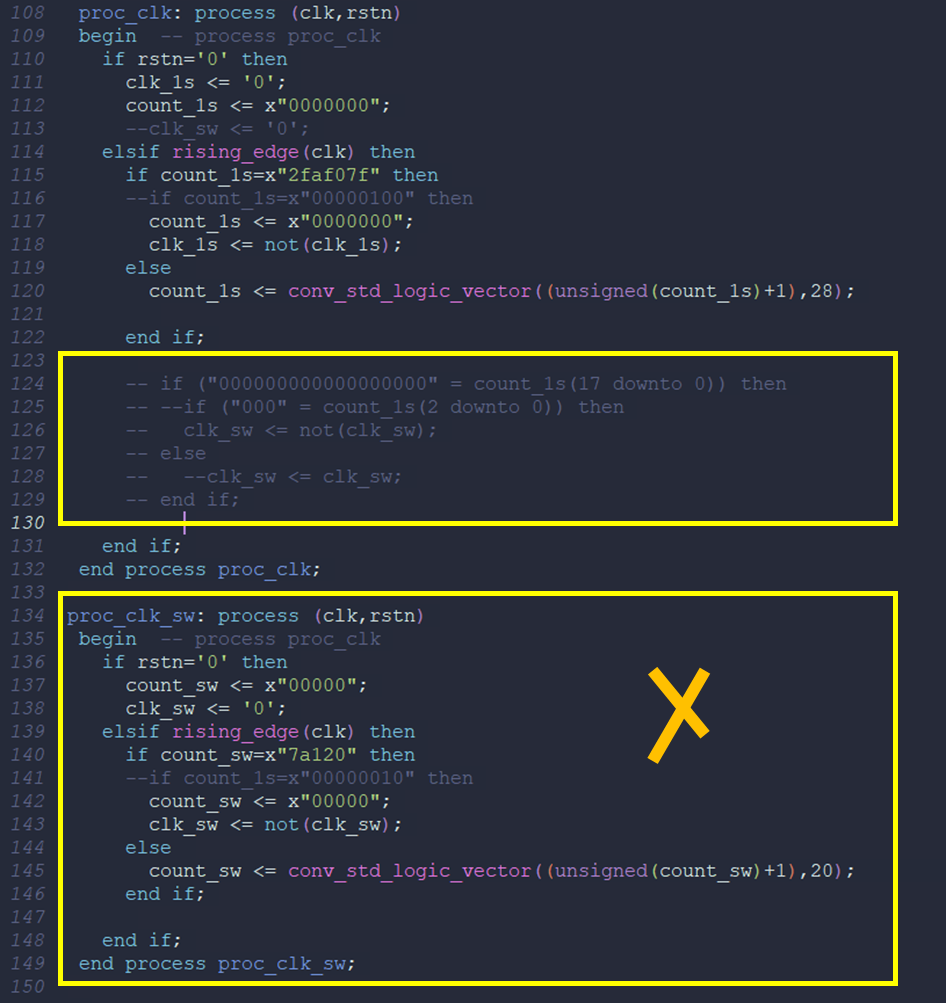 108 proc_clk: process (clk,rstn)
109 begin  -- process proc_clk
110   if rstn='0' then
111     clk_1s <= '0';
112     count_1s <= x"0000000";
113     --clk_sw <= '0';
114   elsif rising_edge(clk) then
115     if count_1s=x"2faf07f" then
116     --if count_1s=x"00000100" then
117       count_1s <= x"0000000";
118       clk_1s <= not(clk_1s);
119     else
120       count_1s <= conv_std_logic_vector((unsigned(count_1s)+1),28);
121
122     end if;
123
124     -- if ("000000000000000000" = count_1s(17 downto 0)) then
125     -- --if ("000" = count_1s(2 downto 0)) then
126     --   clk_sw <= not(clk_sw);
127     -- else
128     --   --clk_sw <= clk_sw;
129     -- end if;
130
131   end if;
132 end process proc_clk;
133
134 proc_clk_sw: process (clk,rstn)
135 begin  -- process proc_clk
136   if rstn='0' then
137     count_sw <= x"00000";
138     clk_sw <= '0';
139   elsif rising_edge(clk) then
140     if count_sw=x"7a120" then
141     --if count_1s=x"00000010" then
142       count_sw <= x"00000";
143       clk_sw <= not(clk_sw);
144     else
145       count_sw <= conv_std_logic_vector((unsigned(count_sw)+1),20);
146     end if;
147
148   end if;
149 end process proc_clk_sw;
150